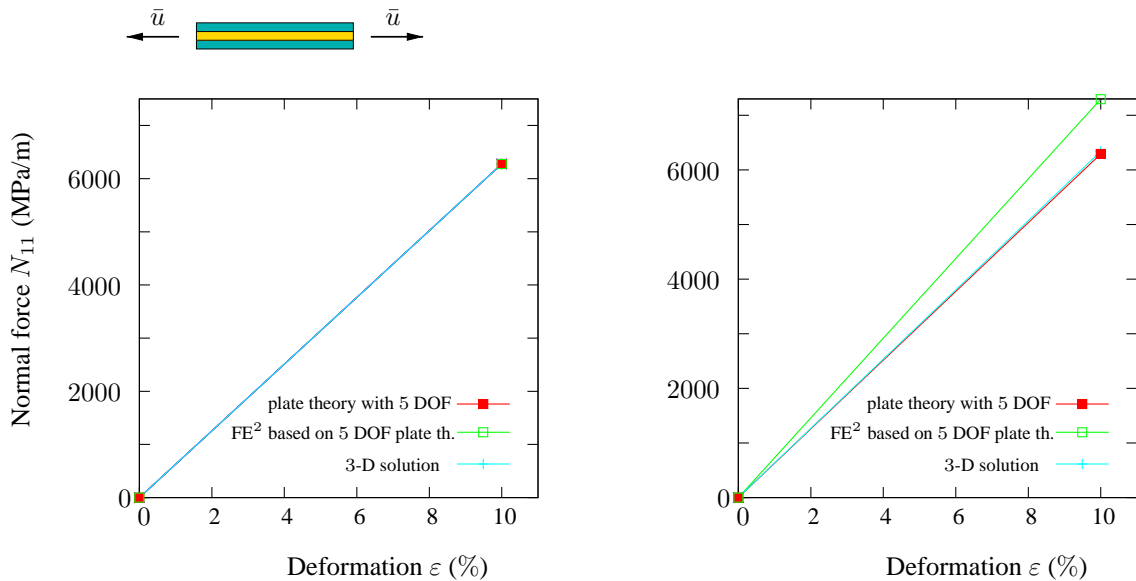 ū ū
Normal force N₁₁ (MPa/m)
6000
4000
2000
0
plate theory with 5 DOF
FE² based on 5 DOF plate th.
3-D solution
0 2 4 6 8 10
Deformation ε (%)
6000
4000
2000
0
plate theory with 5 DOF
FE² based on 5 DOF plate th.
3-D solution
0 2 4 6 8 10
Deformation ε (%)